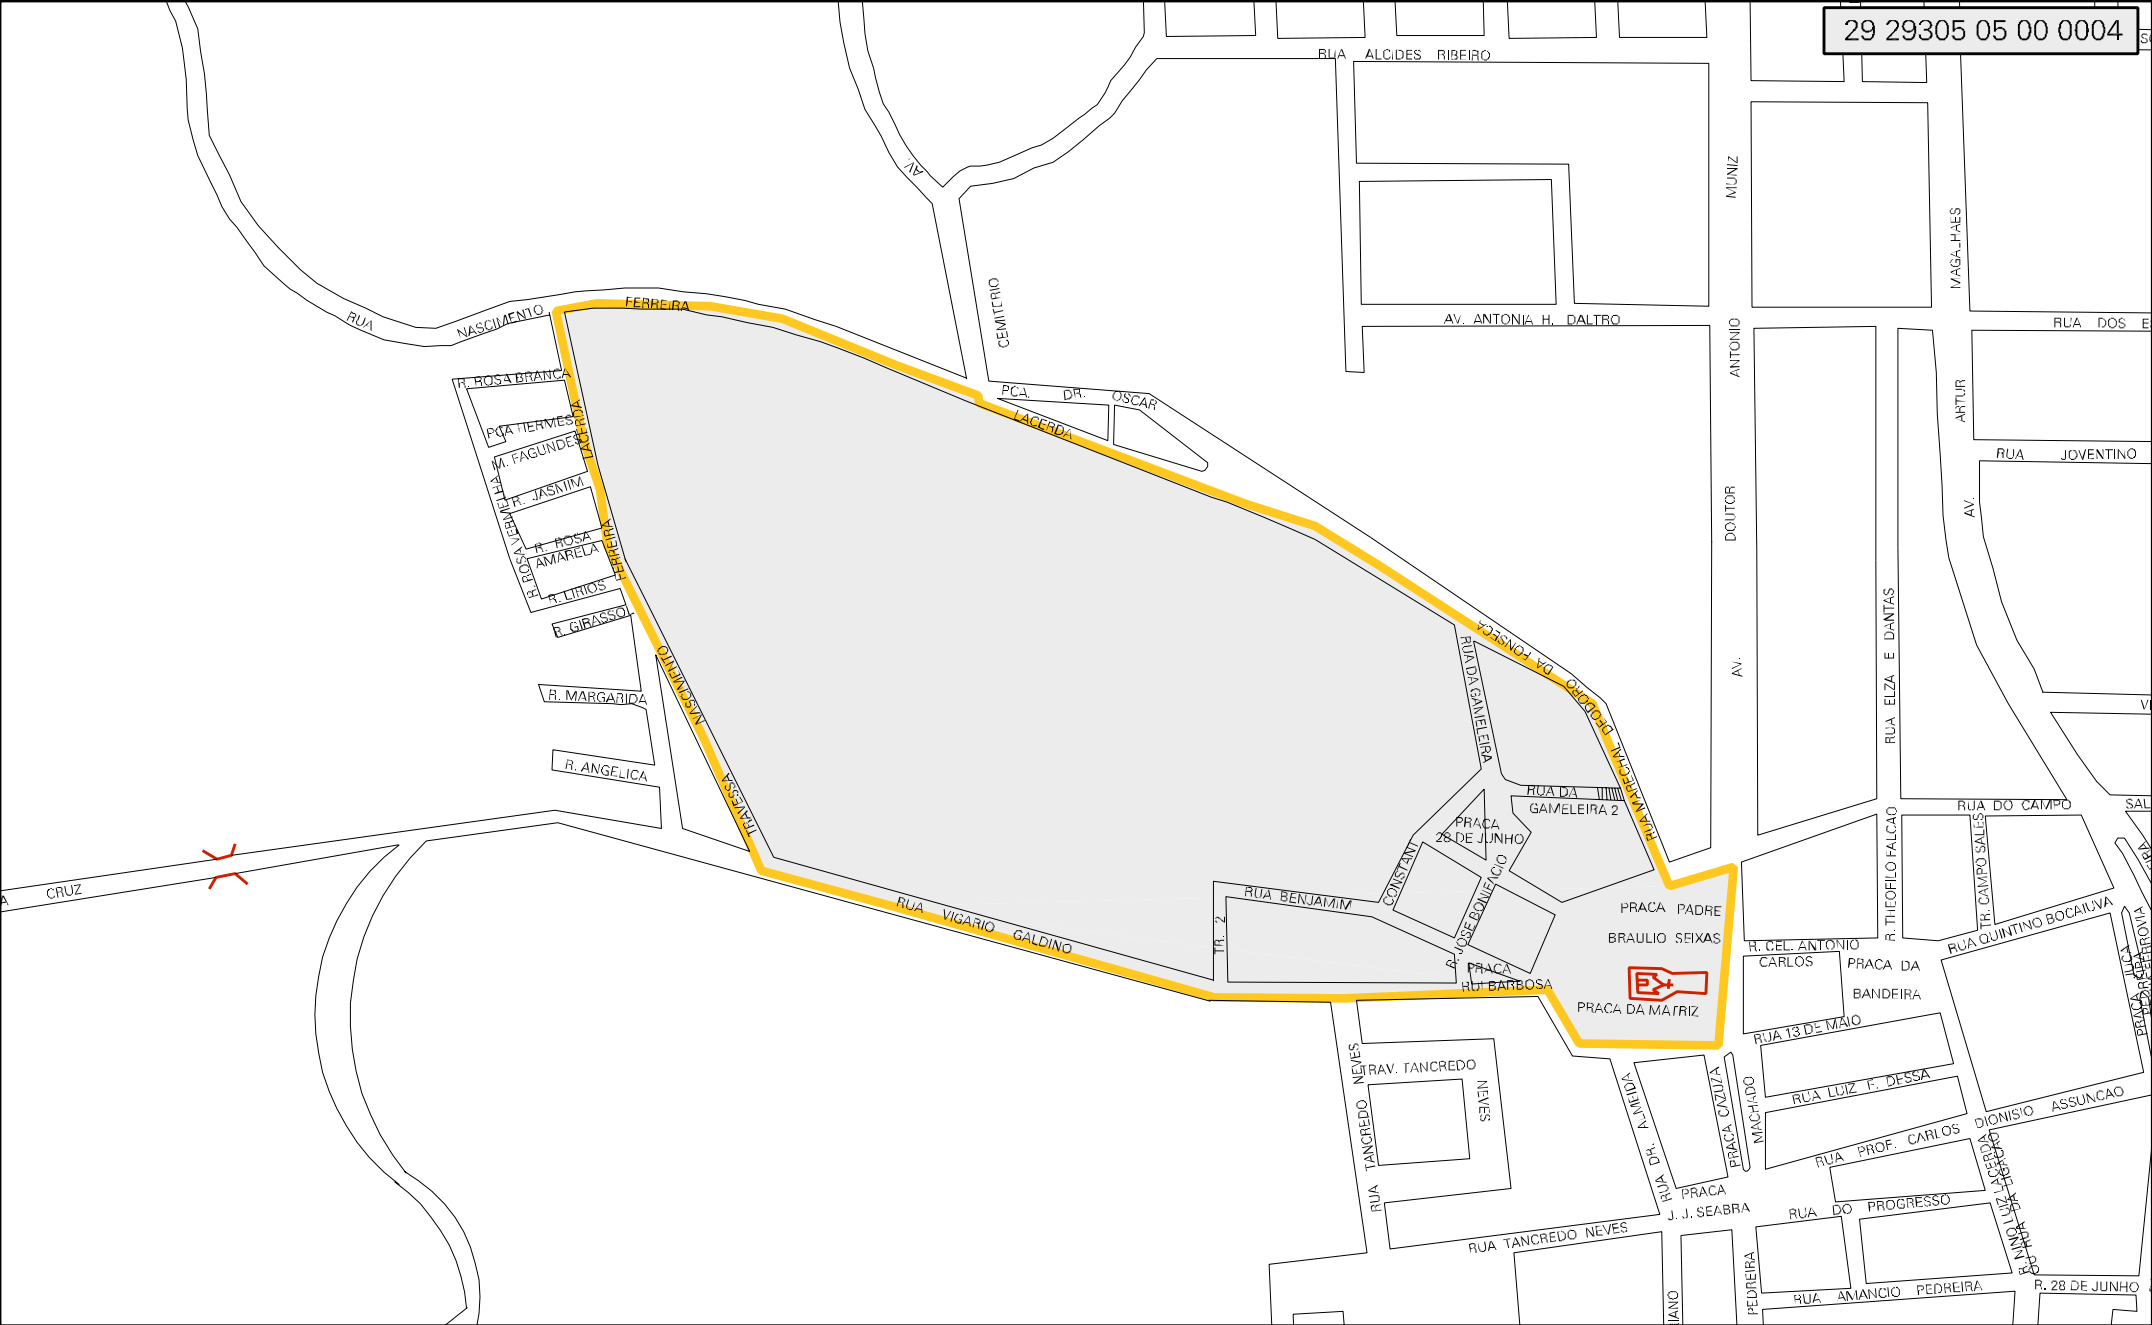 29 29305 05 00 0004
RUA ALCIDES RIBEIRO
AV.
MUNIZ
MAGALHAES
CEMITERIO
RUA
NASCIMENTO
FERREIRA
AV. ANTONIA H. DALTRO
RUA DOS E
ANTONIO
R. ROSA BRANCA
PCA. DR. OSCAR
LACERDA
ARTUR
PCA HERMES
M. FAGUNDES
LACERDA
RUA JOVENTINO
R. JASMIM
R. ROSA VERMELHA
DOUTOR
AV.
R. ROSA
AMARELA
FERREIRA
R. LIRIOS
R. GIRASSOL
DA FONSECA
RUA DA GAMELEIRA
RUA ELZA E DANTAS
AV.
NASCIMENTO
R. MARGARIDA
DEODORO
RUA MARECHAL
R. ANGELICA
TRAVESSA
RUA DA
GAMELEIRA 2
RUA DO CAMPO
SAL
PRACA
28 DE JUNHO
CONSTANT
R. JOSE BONIFACIO
R. THEOFILO FALCAO
TR. CAMPO SALES
CRUZ
RUA VIGARIO GALDINO
RUA BENJAMIM
TR. 2
PRACA PADRE
BRAULIO SEIXAS
RUA QUINTINO BOCAIUVA
R. CEL. ANTONIO
CARLOS
PRACA DA
BANDEIRA
PRACA
RUI BARBOSA
PRACA DA MATRIZ
RUA 13 DE MAIO
TRAV. TANCREDO
NEVES
RUA TANCREDO NEVES
RUA DR. ALMEIDA
PRACA CAZUZA
MACHADO
RUA LUIZ F. DESSA
RUA PROF. CARLOS DIONISIO ASSUNCAO
PRACA
J. J. SEABRA
RUA DO PROGRESSO
RUA TANCREDO NEVES
PEDREIRA
IANO
RUA AMANCIO PEDREIRA
R. 28 DE JUNHO